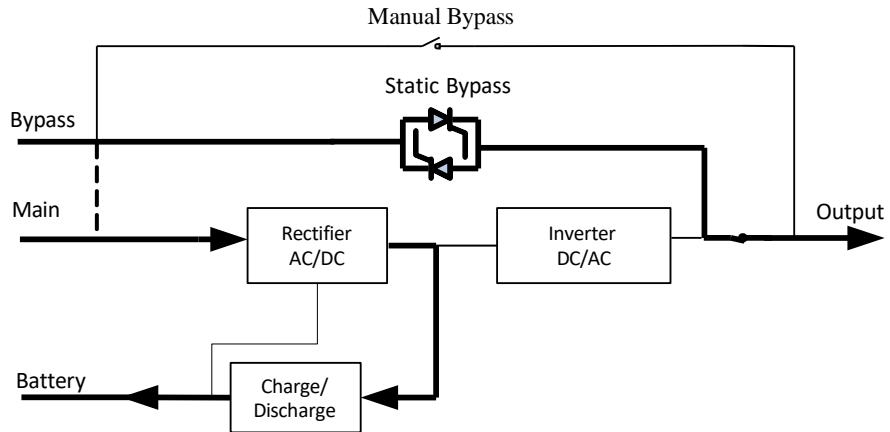 Manual Bypass
Static Bypass
Bypass
Main
Rectifier
AC/DC
Inverter
DC/AC
Output
Battery
Charge/
Discharge